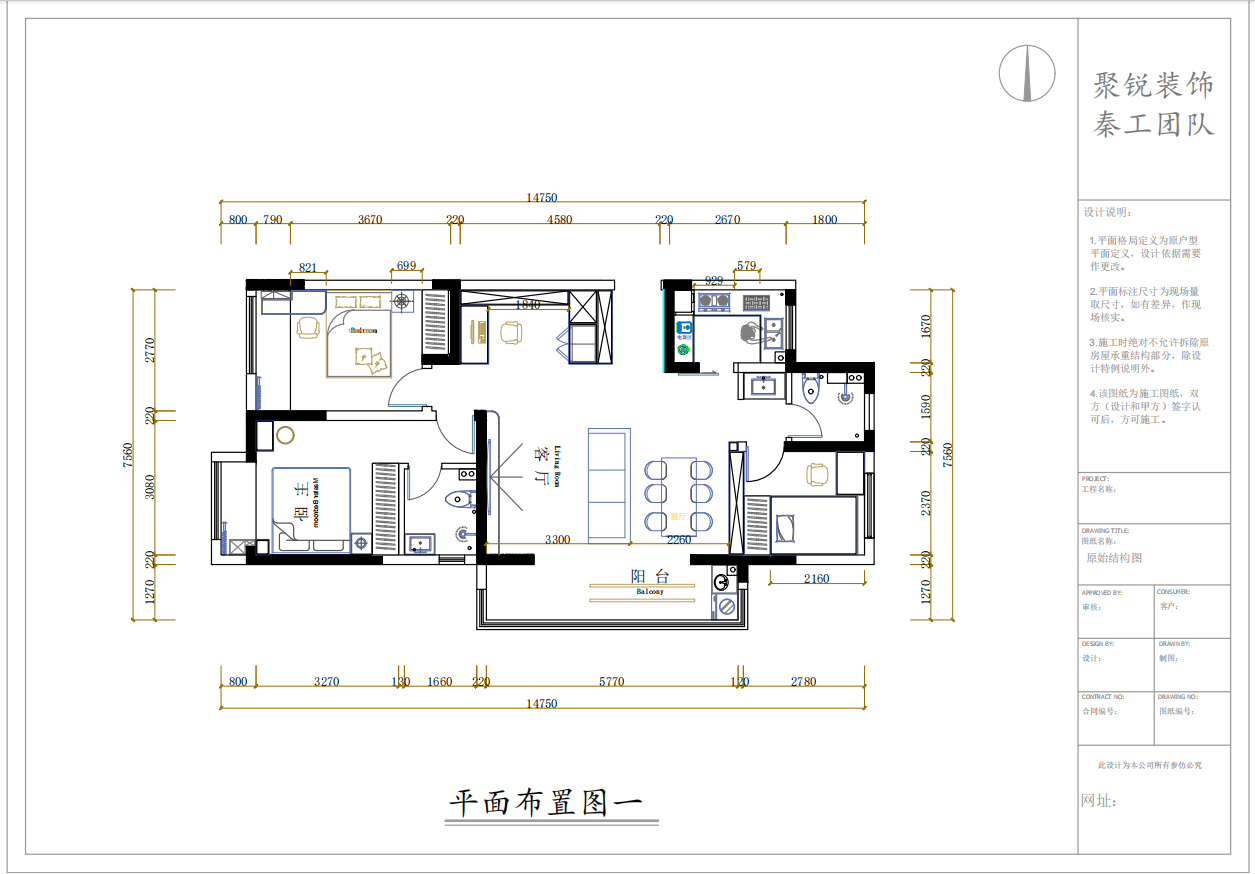 聚锐装饰
秦工团队
设计说明：
1.平面格局定义为原户型
平面定义，设计依据需要
作更改。
2.平面标注尺寸为现场量
取尺寸。如有差异，作现
场核实。
3.施工时绝对不允许拆除原
房屋承重结构部分，除设
计特例说明外。
4.该图纸为施工图纸，双
方（设计和甲方）签字认
可后，方可施工。
PROJECT:
工程名称：
DRAWING TITLE:
图纸名称：
原始结构图
APPROVED BY:
审核：
CONSUMER:
客户：
DESIGN BY:
设计：
DRAWN BY:
制图：
CONTRACT NO:
合同编号：
DRAWING NO:
图纸编号：
此设计为本公司所有参仿必究
网址：
14750
800 790 3670 220 4580 220 2670 1800
821 699 929 579
1840
2770
220
3080
220
1270
7560
1670
220
1590
220
2370
220
1270
7560
Bedroom
主卧
Master Bedroom
客厅
Living Room
餐厅
3300 2260
2160
阳 台
Balcony
800 3270 130 1660 220 5770 120 2780
14750
平面布置图一